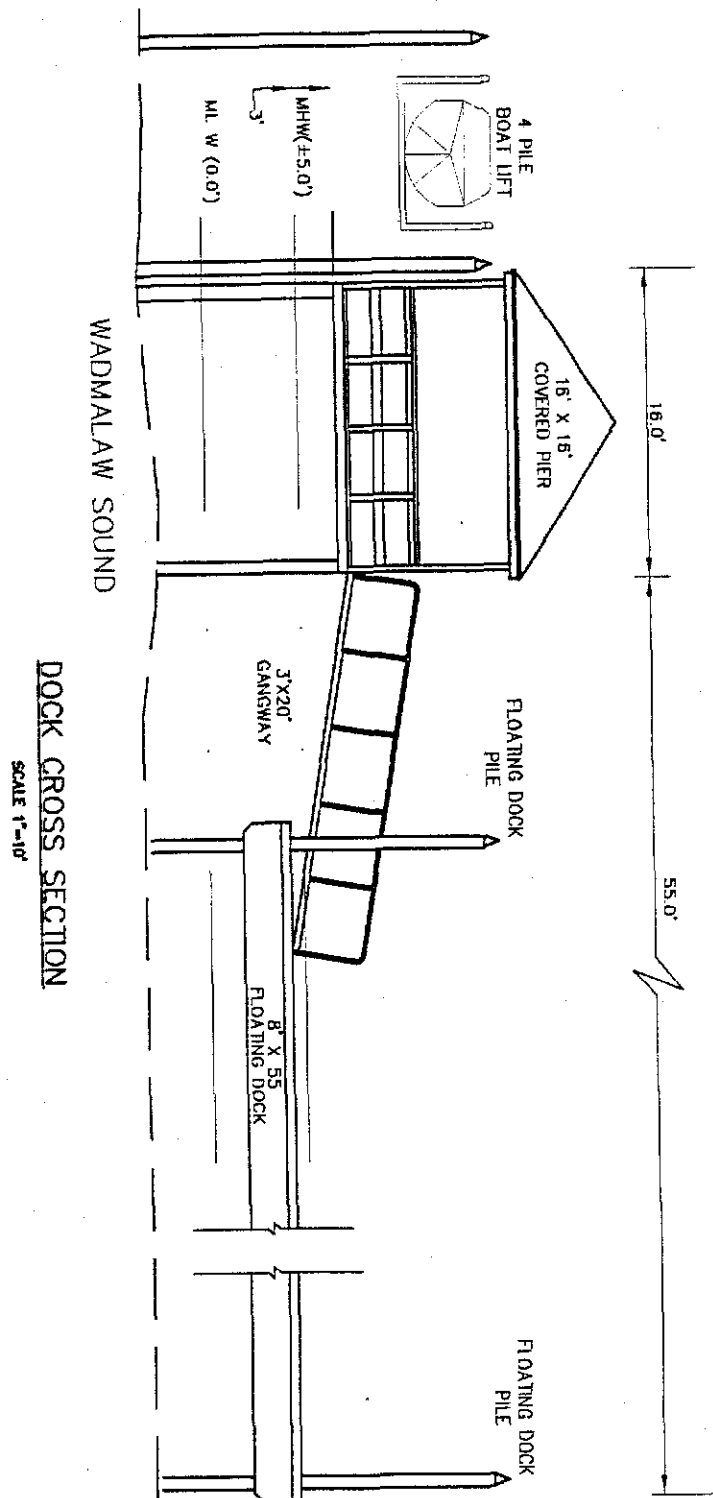 16.0'
55.0'
16' X 16'
COVERED PIER
4 PILE
BOAT LIFT
FLOATING DOCK
PILE
FLOATING DOCK
PILE
MHW(±5.0')
3'
ML W (0.0')
3'X20'
GANGWAY
8' X 55
FLOATING DOCK
WADMALAW SOUND
DOCK CROSS SECTION
SCALE 1"=10'